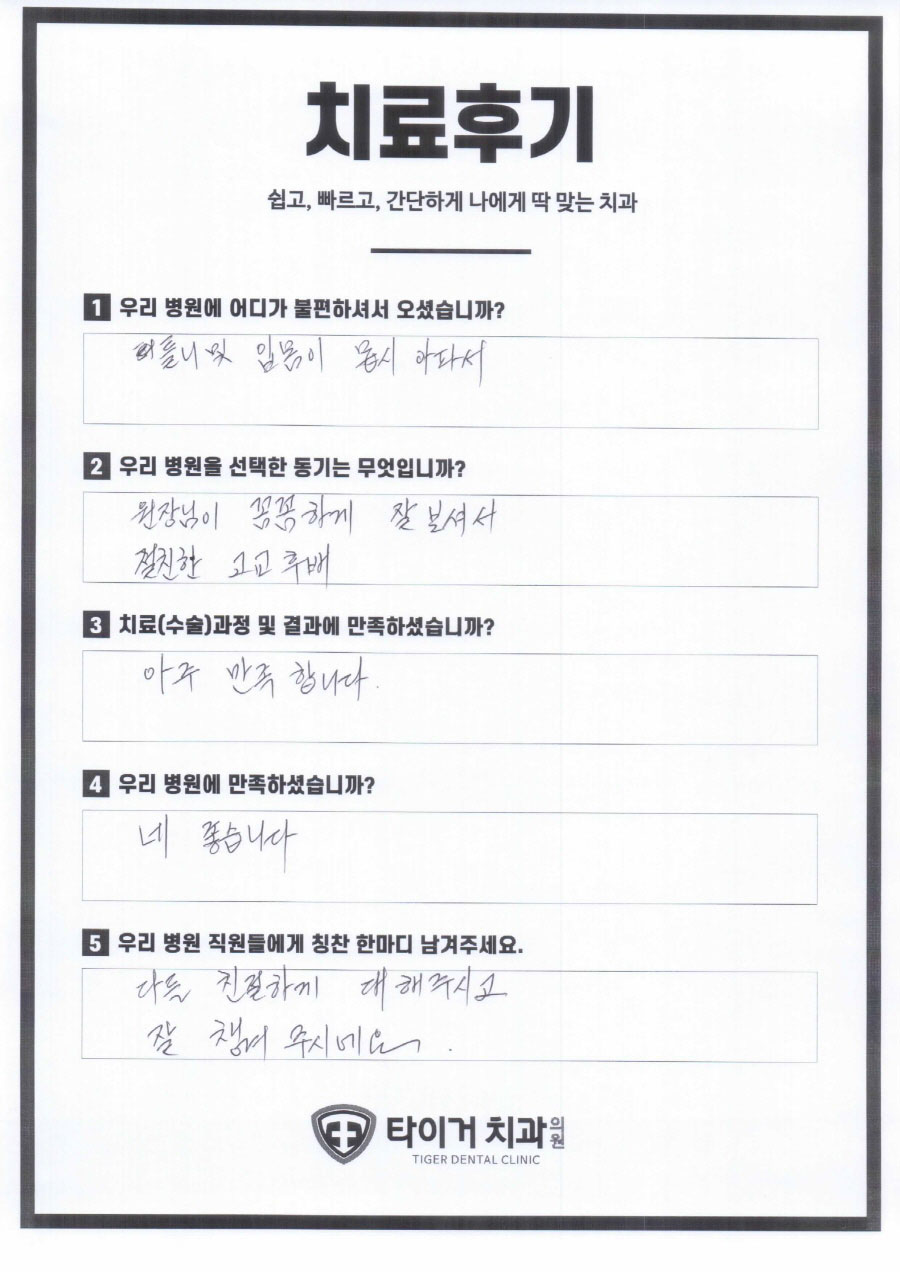 치료후기
쉽고, 빠르고, 간단하게 나에게 딱 맞는 치과
1 우리 병원에 어디가 불편하셔서 오셨습니까?
틀니 및 잇몸이 몹시 아파서
2 우리 병원을 선택한 동기는 무엇입니까?
원장님이 꼼꼼하게 잘 보셔서
절친한 고교 후배
3 치료(수술)과정 및 결과에 만족하셨습니까?
아주 만족 합니다.
4 우리 병원에 만족하셨습니까?
네 좋습니다
5 우리 병원 직원들에게 칭찬 한마디 남겨주세요.
다들 친절하게 대해주시고
잘 챙겨 주시네요.
타이거 치과의원
TIGER DENTAL CLINIC